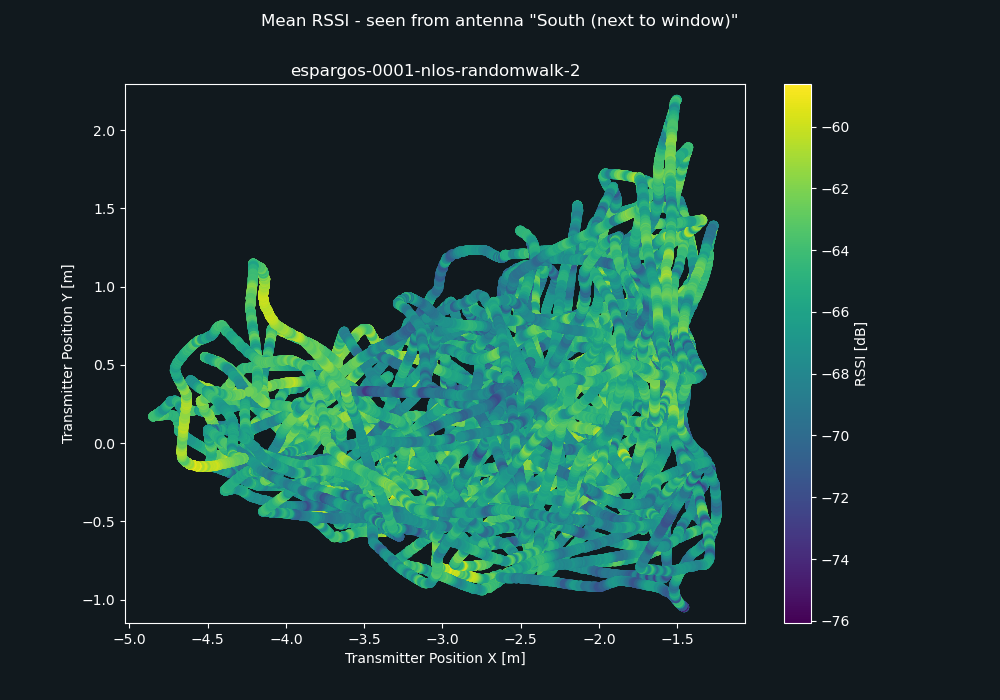 Mean RSSI - seen from antenna "South (next to window)"
espargos-0001-nlos-randomwalk-2
2.0
1.5
1.0
0.5
0.0
−0.5
−1.0
Transmitter Position Y [m]
−5.0 −4.5 −4.0 −3.5 −3.0 −2.5 −2.0 −1.5
Transmitter Position X [m]
−60
−62
−64
−66
−68
−70
−72
−74
−76
RSSI [dB]